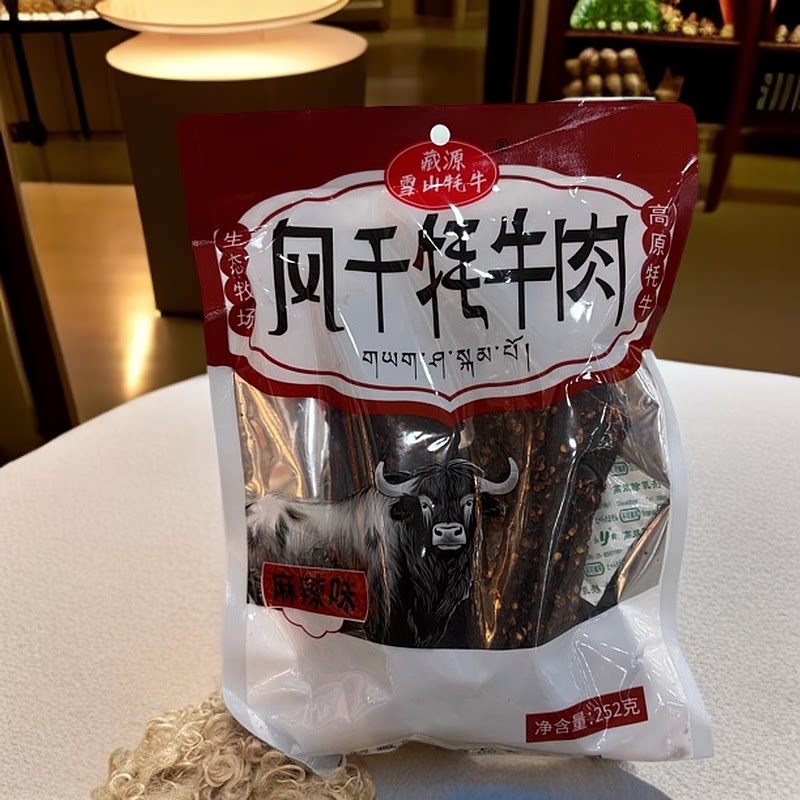 藏源
雪山牦牛
生态牧场
风干牦牛肉
高原牦牛
གཡག་ཤ་སྐམ་པོ།
麻辣味
净含量:252克